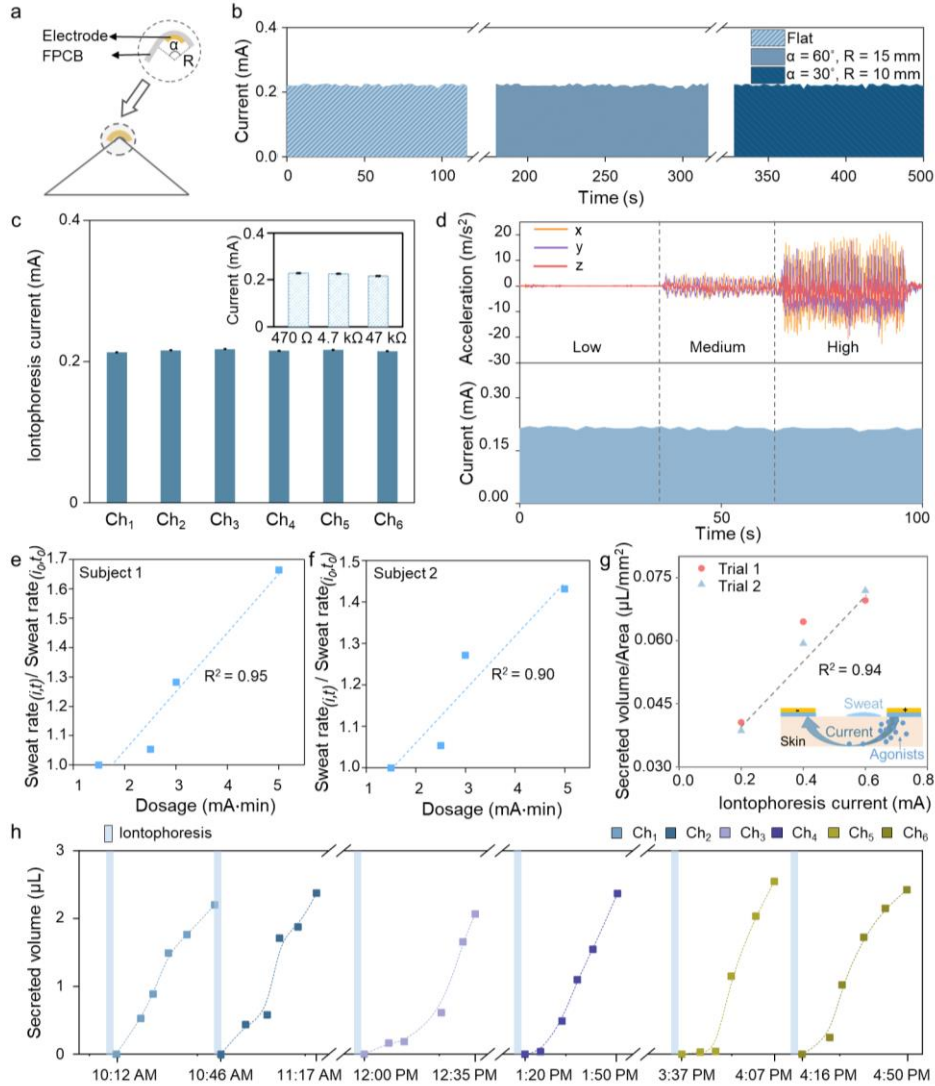 a
Electrode
FPCB
α
R
b
Current (mA)
0.4
0.2
0.0
Flat
α = 60°, R = 15 mm
α = 30°, R = 10 mm
0 50 100 200 250 300 350 400 450 500
Time (s)
c
Iontophoresis current (mA)
0.4
0.2
0
Current (mA)
0.4
0.2
0
470 Ω 4.7 kΩ 47 kΩ
Ch1 Ch2 Ch3 Ch4 Ch5 Ch6
d
Acceleration (m/s²)
20
10
0
-10
-20
-30
x
y
z
Low Medium High
Current (mA)
0.30
0.15
0.00
0 50 100
Time (s)
e
Sweat rate(i,t)/ Sweat rate(i0,t0)
1.7
1.6
1.5
1.4
1.3
1.2
1.1
1.0
Subject 1
R² = 0.95
1 2 3 4 5
Dosage (mA·min)
f
Sweat rate(i,t) / Sweat rate(i0,t0)
1.5
1.4
1.3
1.2
1.1
1.0
Subject 2
R² = 0.90
1 2 3 4 5
Dosage (mA·min)
g
Secreted volume/Area (µL/mm²)
0.075
0.060
0.045
0.030
Trial 1
Trial 2
R² = 0.94
- Sweat +
Skin
Current
Agonists
0.0 0.2 0.4 0.6 0.8
Iontophoresis current (mA)
h
Iontophoresis
Ch1 Ch2 Ch3 Ch4 Ch5 Ch6
Secreted volume (µL)
3
2
1
0
10:12 AM 10:46 AM 11:17 AM 12:00 PM 12:35 PM 1:20 PM 1:50 PM 3:37 PM 4:07 PM 4:16 PM 4:50 PM